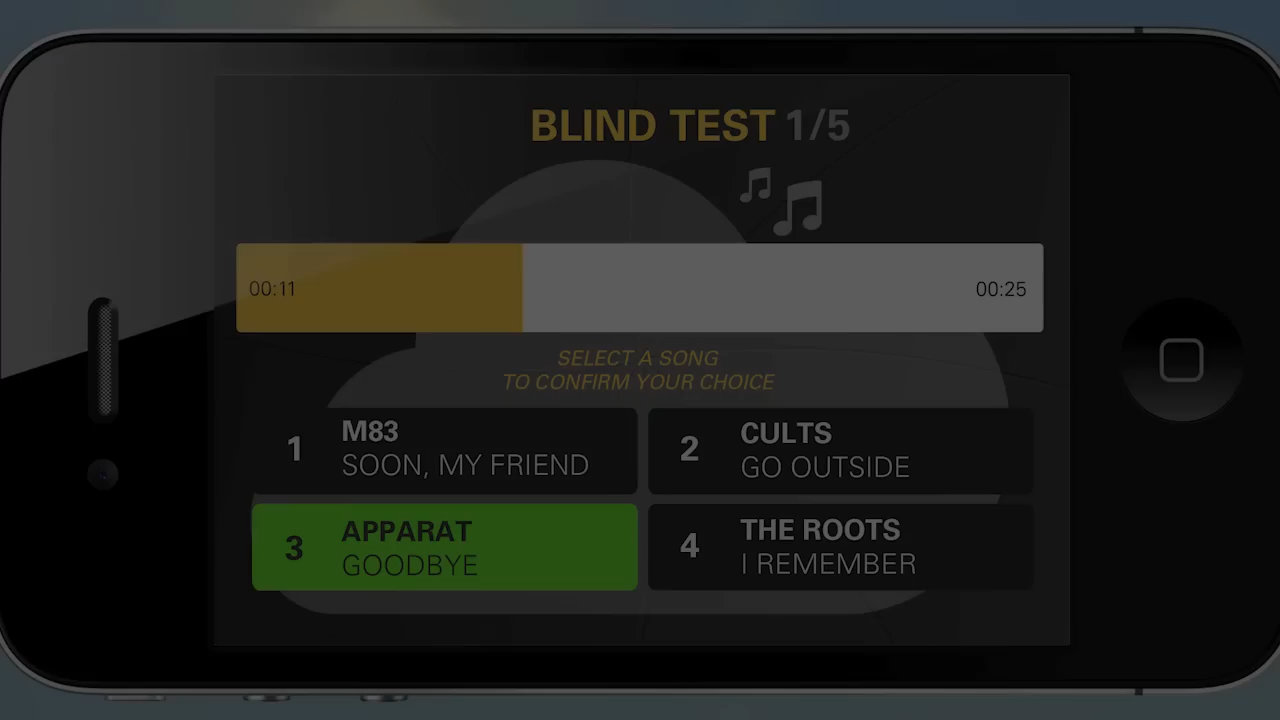 BLIND TEST 1/5
00:11
00:25
SELECT A SONG
TO CONFIRM YOUR CHOICE
1
M83
SOON, MY FRIEND
2
CULTS
GO OUTSIDE
3
APPARAT
GOODBYE
4
THE ROOTS
I REMEMBER